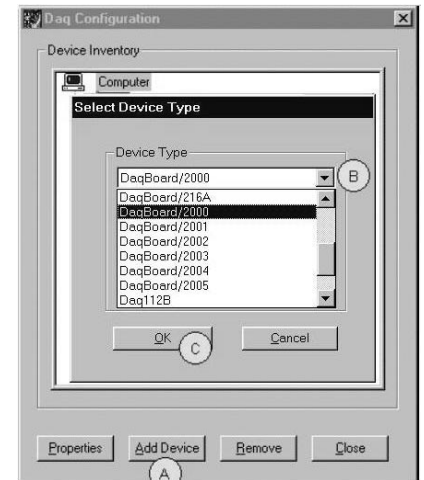 Daq Configuration
Device Inventory
Computer
Select Device Type
Device Type
DaqBoard/2000
B
DaqBoard/216A
DaqBoard/2000
DaqBoard/2001
DaqBoard/2002
DaqBoard/2003
DaqBoard/2004
DaqBoard/2005
Daq112B
OK
C
Cancel
Properties
Add Device
Remove
Close
A